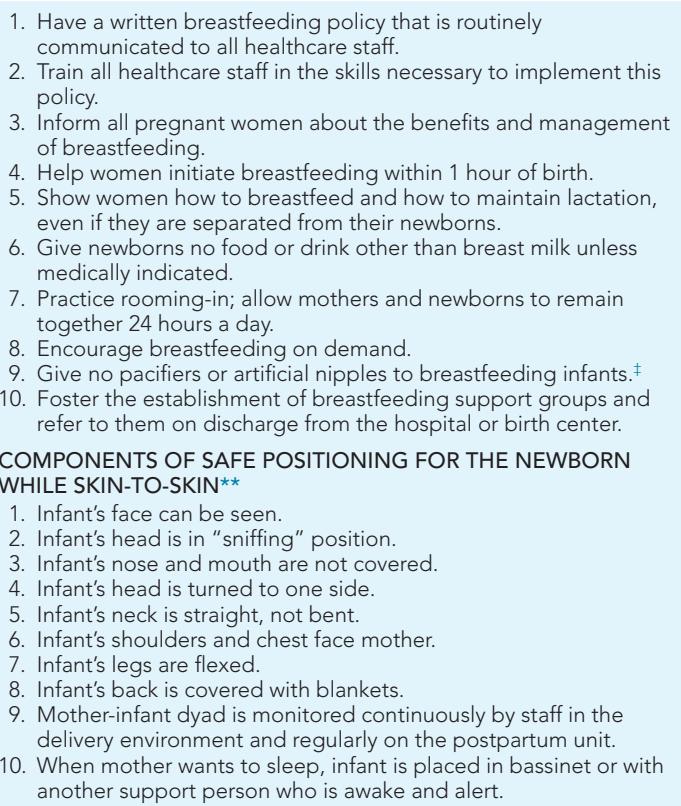 1. Have a written breastfeeding policy that is routinely
communicated to all healthcare staff.
2. Train all healthcare staff in the skills necessary to implement this
policy.
3. Inform all pregnant women about the benefits and management
of breastfeeding.
4. Help women initiate breastfeeding within 1 hour of birth.
5. Show women how to breastfeed and how to maintain lactation,
even if they are separated from their newborns.
6. Give newborns no food or drink other than breast milk unless
medically indicated.
7. Practice rooming-in; allow mothers and newborns to remain
together 24 hours a day.
8. Encourage breastfeeding on demand.
9. Give no pacifiers or artificial nipples to breastfeeding infants.‡
10. Foster the establishment of breastfeeding support groups and
refer to them on discharge from the hospital or birth center.
COMPONENTS OF SAFE POSITIONING FOR THE NEWBORN
WHILE SKIN-TO-SKIN**
1. Infant’s face can be seen.
2. Infant’s head is in “sniffing” position.
3. Infant’s nose and mouth are not covered.
4. Infant’s head is turned to one side.
5. Infant’s neck is straight, not bent.
6. Infant’s shoulders and chest face mother.
7. Infant’s legs are flexed.
8. Infant’s back is covered with blankets.
9. Mother-infant dyad is monitored continuously by staff in the
delivery environment and regularly on the postpartum unit.
10. When mother wants to sleep, infant is placed in bassinet or with
another support person who is awake and alert.